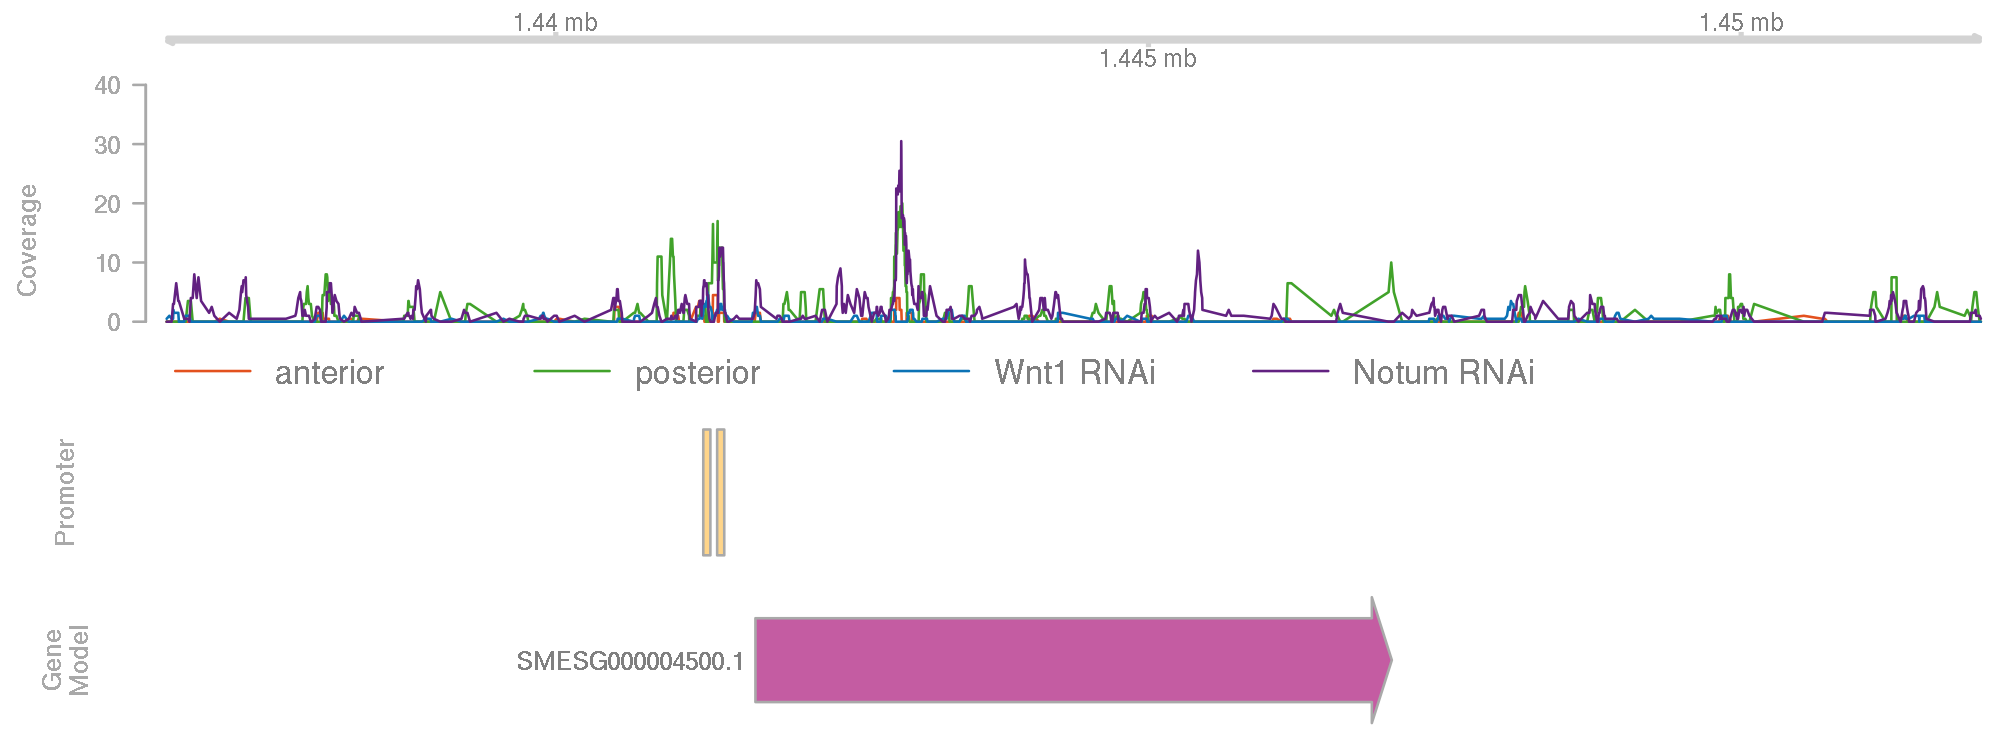 1.44 mb
1.45 mb
1.445 mb
40
30
20
10
0
Coverage
anterior
posterior
Wnt1 RNAi
Notum RNAi
Promoter
Gene
Model
SMESG000004500.1